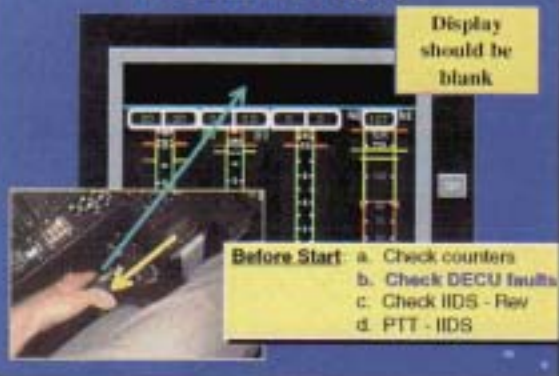 Display
should be
blank
Before Start a. Check counters
b. Check DECU faults
c. Check IIDS - Rev
d. PTT - IIDS